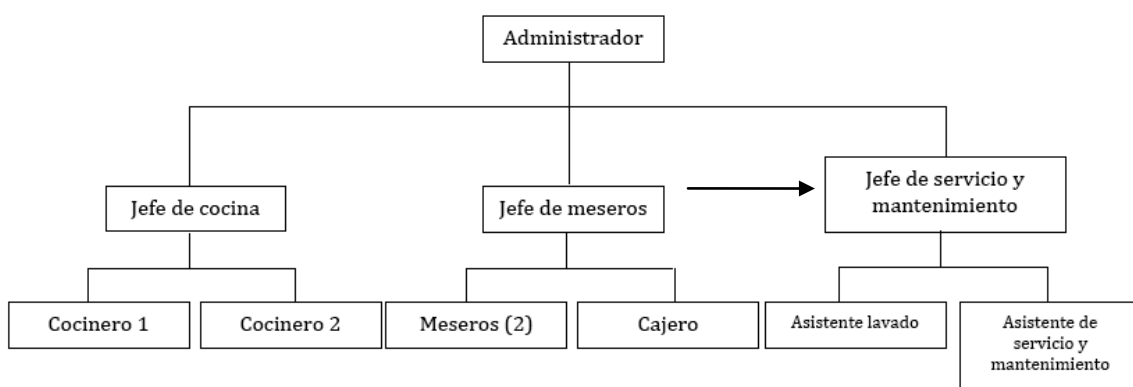 Administrador
Jefe de cocina
Jefe de meseros
Jefe de servicio y
mantenimiento
Cocinero 1
Cocinero 2
Meseros (2)
Cajero
Asistente lavado
Asistente de
servicio y
mantenimiento